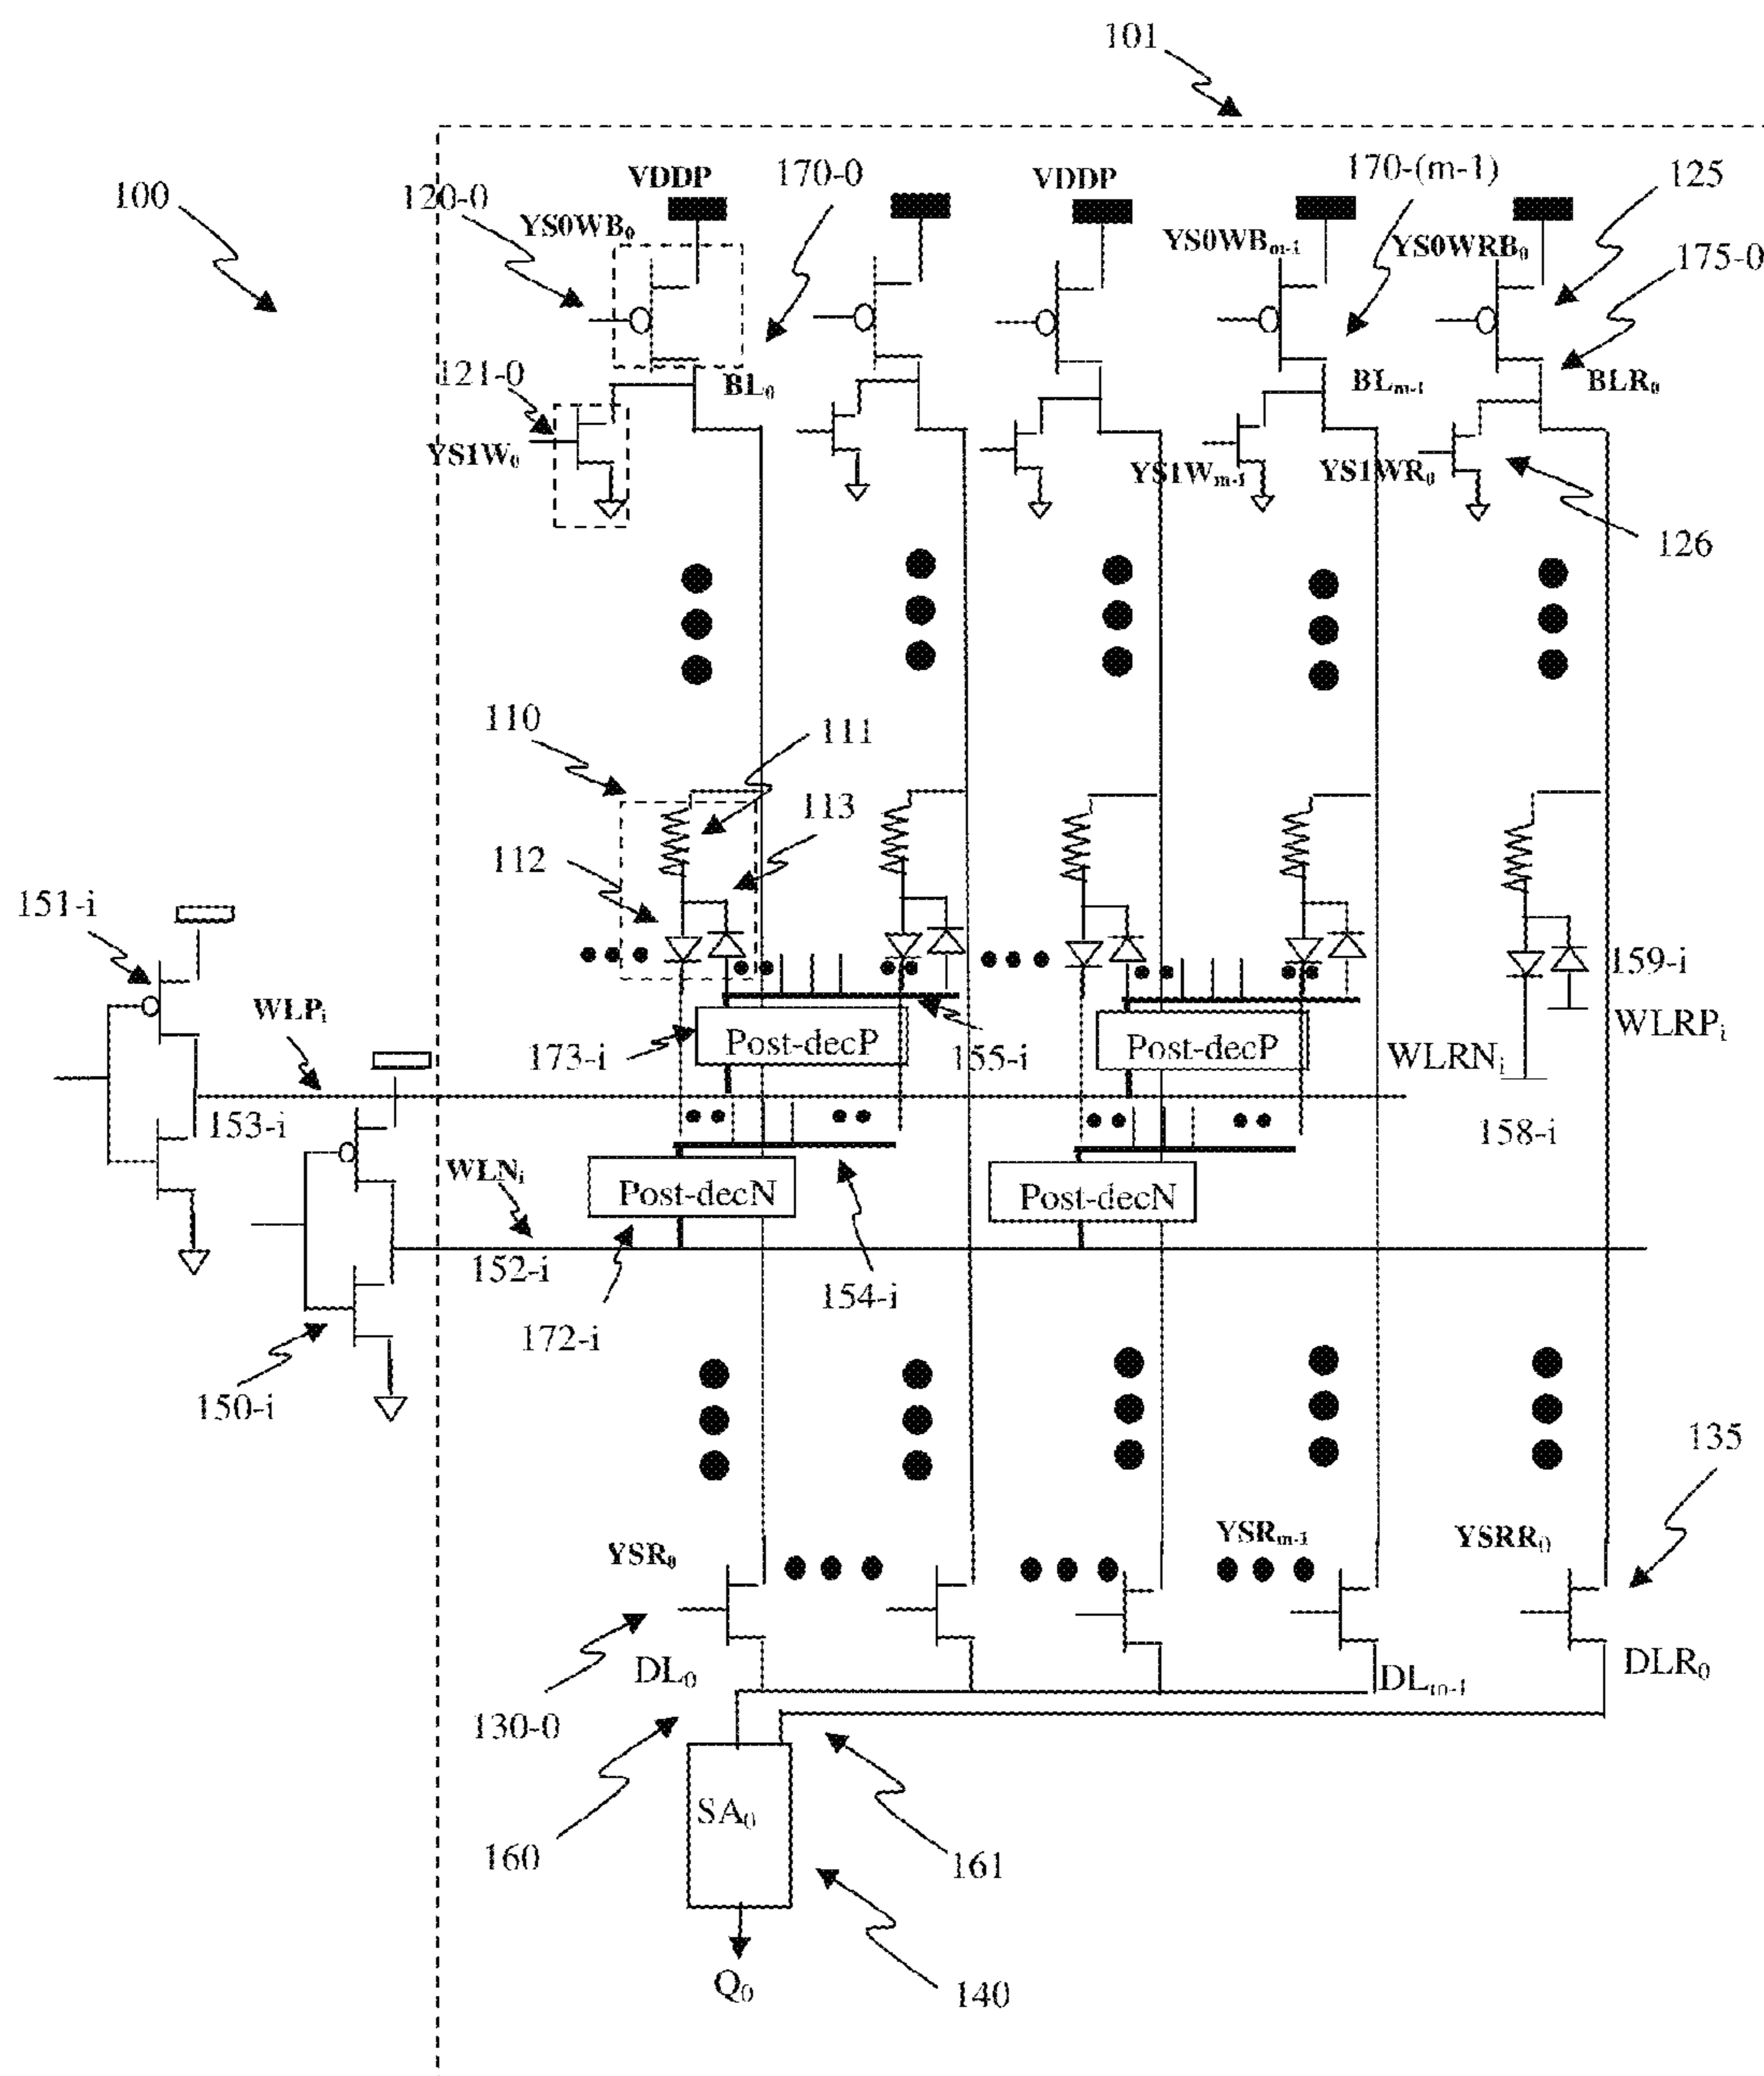 101
100
120-0
VDDP
170-0
VDDP
170-(m-1)
125
YS0WB0
YS0WBm-1
YS0WRB0
175-0
121-0
BL0
BLm-1
BLR0
YS1W0
YS1Wm-1
YS1WR0
126
110
111
113
112
151-i
159-i
WLPi
173-i
Post-decP
155-i
Post-decP
WLRNi
WLRPi
153-i
158-i
WLNi
Post-decN
Post-decN
152-i
154-i
172-i
150-i
135
YSR0
YSRm-1
YSRR0
DL0
DLm-1
DLR0
130-0
SA0
160
161
Q0
140